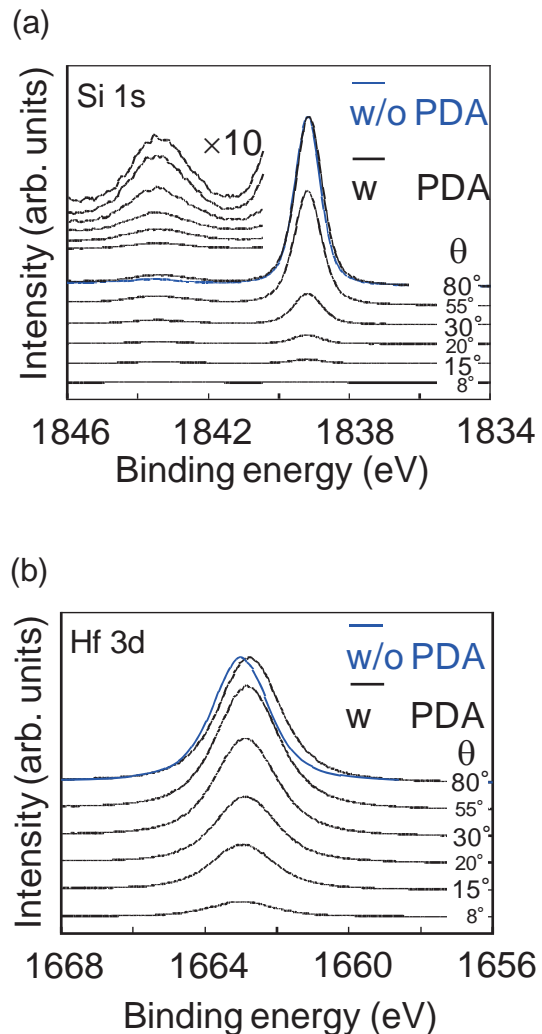 (a)
Intensity (arb. units)
Si 1s
×10
w/o PDA
w PDA
θ
80°
55°
30°
20°
15°
8°
1846 1842 1838 1834
Binding energy (eV)
(b)
Intensity (arb. units)
Hf 3d
w/o PDA
w PDA
θ
80°
55°
30°
20°
15°
8°
1668 1664 1660 1656
Binding energy (eV)